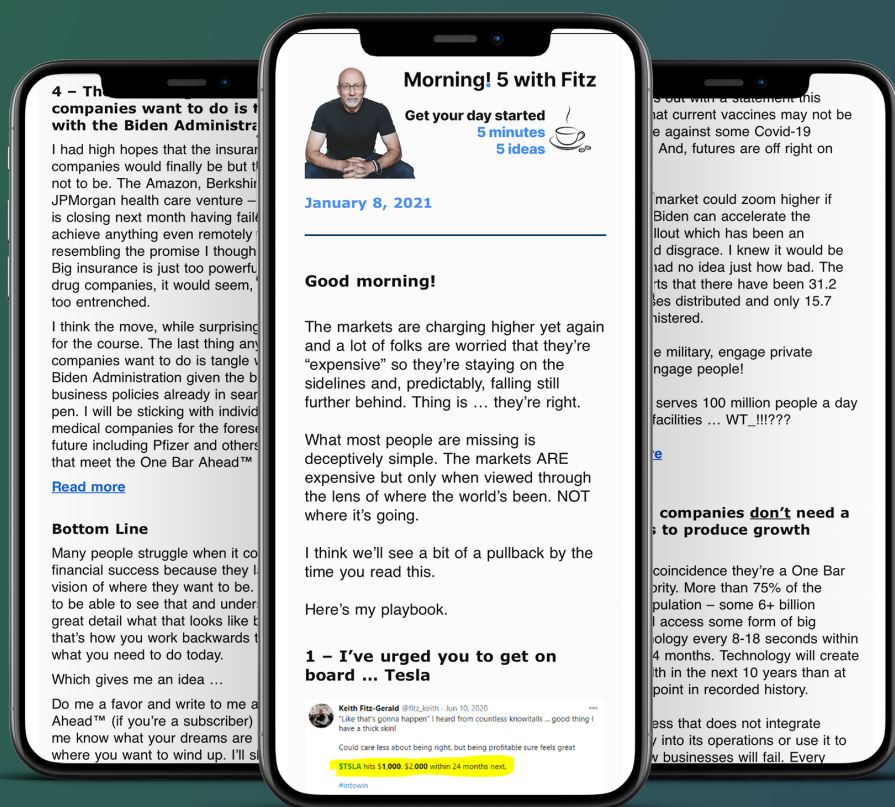 4 – Th
companies want to do is
with the Biden Administra
I had high hopes that the insuran
companies would finally be but
not to be. The Amazon, Berkshir
JPMorgan health care venture –
is closing next month having faile
achieve anything even remotely
resembling the promise I though
Big insurance is just too powerfu
drug companies, it would seem,
too entrenched.
I think the move, while surprising
for the course. The last thing any
companies want to do is tangle
Biden Administration given the b
business policies already in sear
pen. I will be sticking with individ
medical companies for the forese
future including Pfizer and others
that meet the One Bar Ahead™
Read more
Bottom Line
Many people struggle when it co
financial success because they la
vision of where they want to be.
to be able to see that and under
great detail what that looks like b
that's how you work backwards t
what you need to do today.
Which gives me an idea …
Do me a favor and write to me a
Ahead™ (if you're a subscriber)
me know what your dreams are
where you want to wind up. I'll sh
Morning! 5 with Fitz
Get your day started
5 minutes
5 ideas
January 8, 2021
Good morning!
The markets are charging higher yet again
and a lot of folks are worried that they're
“expensive” so they're staying on the
sidelines and, predictably, falling still
further behind. Thing is … they're right.
What most people are missing is
deceptively simple. The markets ARE
expensive but only when viewed through
the lens of where the world's been. NOT
where it's going.
I think we'll see a bit of a pullback by the
time you read this.
Here's my playbook.
1 – I've urged you to get on
board … Tesla
Keith Fitz-Gerald @fitz_keith · Jun 10, 2020
"Like that's gonna happen" I heard from countless knowitalls ... good thing I
have a thick skin!
Could care less about being right, but being profitable sure feels great
$TSLA hits $1,000, $2,000 within 24 months next.
#intowin
s out with a statement this
hat current vaccines may not be
e against some Covid-19
And, futures are off right on
market could zoom higher if
Biden can accelerate the
llout which has been an
d disgrace. I knew it would be
had no idea just how bad. The
rts that there have been 31.2
ses distributed and only 15.7
nistered.
e military, engage private
ngage people!
serves 100 million people a day
facilities … WT_!!!???
re
companies don't need a
s to produce growth
coincidence they're a One Bar
ority. More than 75% of the
pulation – some 6+ billion
l access some form of big
nology every 8-18 seconds within
4 months. Technology will create
lth in the next 10 years than at
point in recorded history.
ess that does not integrate
y into its operations or use it to
w businesses will fail. Every